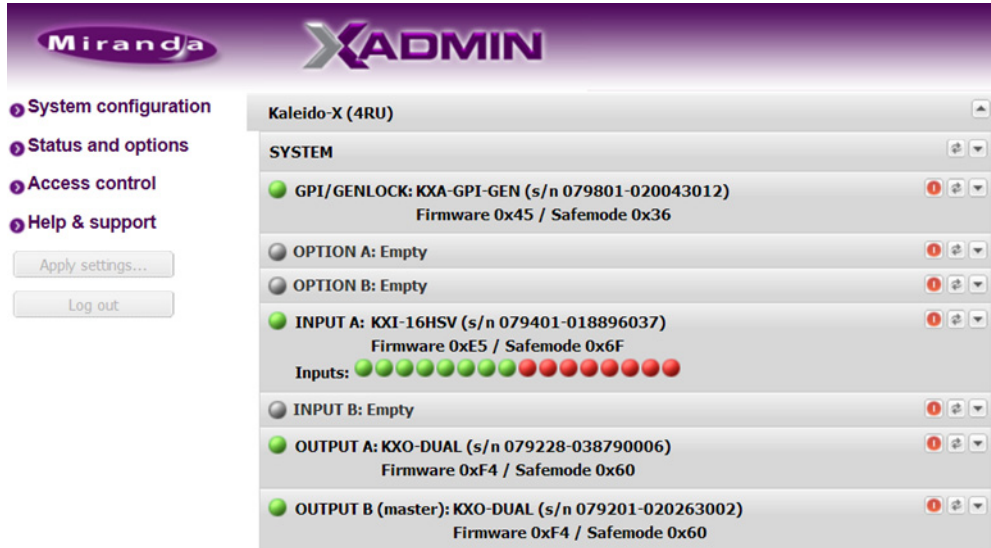 Miranda
XADMIN
System configuration
Status and options
Access control
Help & support
Apply settings...
Log out
Kaleido-X (4RU)
SYSTEM
GPI/GENLOCK: KXA-GPI-GEN (s/n 079801-020043012)
Firmware 0x45 / Safemode 0x36
OPTION A: Empty
OPTION B: Empty
INPUT A: KXI-16HSV (s/n 079401-018896037)
Firmware 0xE5 / Safemode 0x6F
Inputs:
INPUT B: Empty
OUTPUT A: KXO-DUAL (s/n 079228-038790006)
Firmware 0xF4 / Safemode 0x60
OUTPUT B (master): KXO-DUAL (s/n 079201-020263002)
Firmware 0xF4 / Safemode 0x60